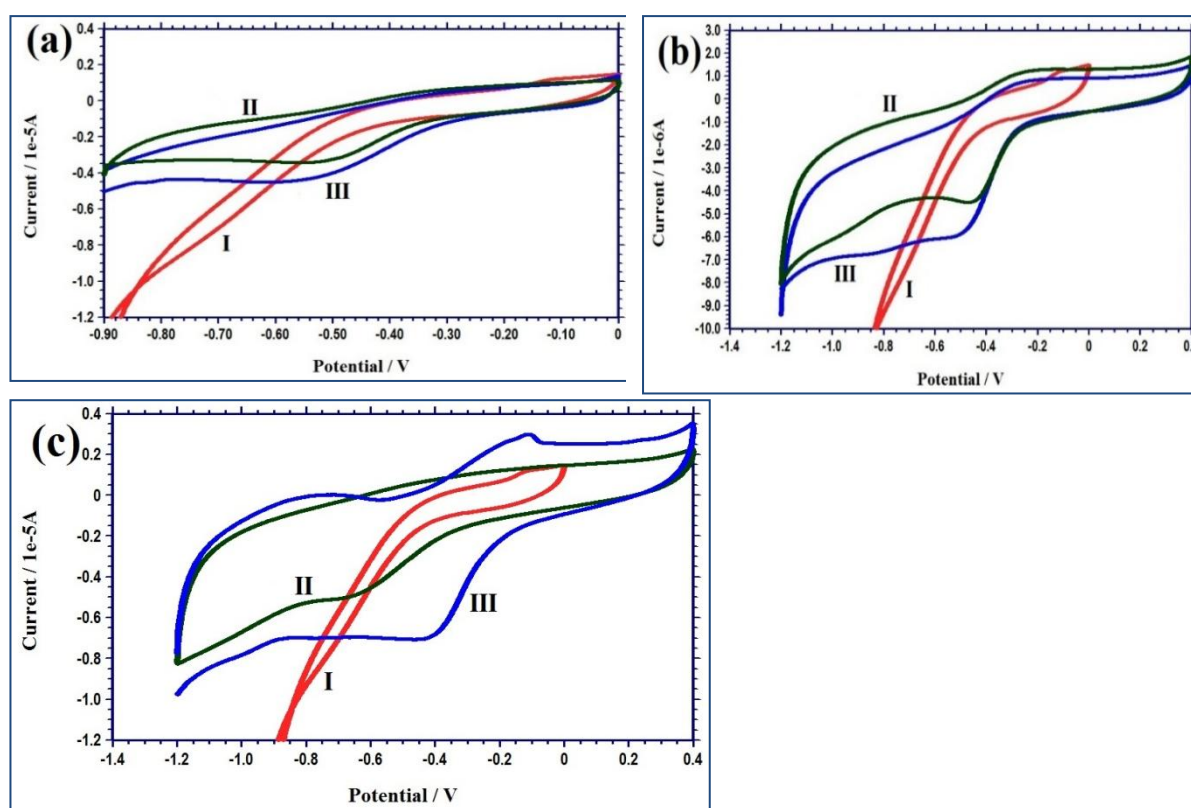 (a)
0.4
0.2
0
-0.2
-0.4
-0.6
-0.8
-1.0
-1.2
Current / 1e-5A
II
III
I
-0.90 -0.80 -0.70 -0.60 -0.50 -0.40 -0.30 -0.20 -0.10 0
Potential / V
(b)
3.0
2.0
1.0
0
-1.0
-2.0
-3.0
-4.0
-5.0
-6.0
-7.0
-8.0
-9.0
-10.0
Current / 1e-6A
II
III
I
-1.4 -1.2 -1.0 -0.8 -0.6 -0.4 -0.2 0 0.2
Potential / V
(c)
0.4
0.2
0
-0.2
-0.4
-0.6
-0.8
-1.0
-1.2
Current / 1e-5A
II
III
I
-1.4 -1.2 -1.0 -0.8 -0.6 -0.4 -0.2 0 0.2 0.4
Potential / V